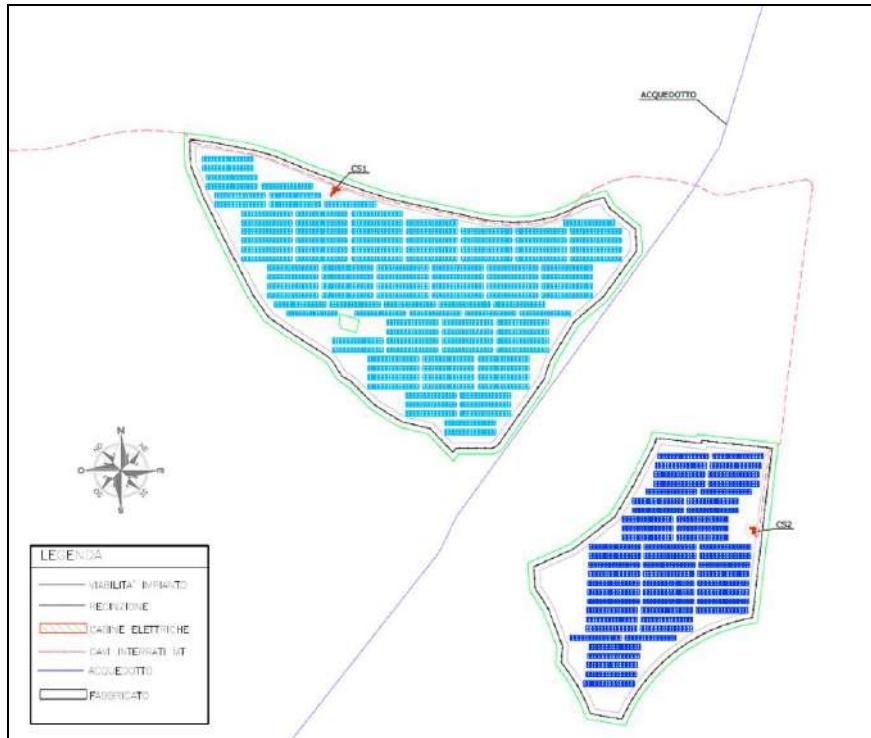 ACQUEDOTTO
CS1
N
O
S
CS2
LEGENDA
VIABILITA' IMPIANTO
RECINZIONE
CABINE ELETTRICHE
CAVI INTERRATI MT
ACQUEDOTTO
FABBRICATO